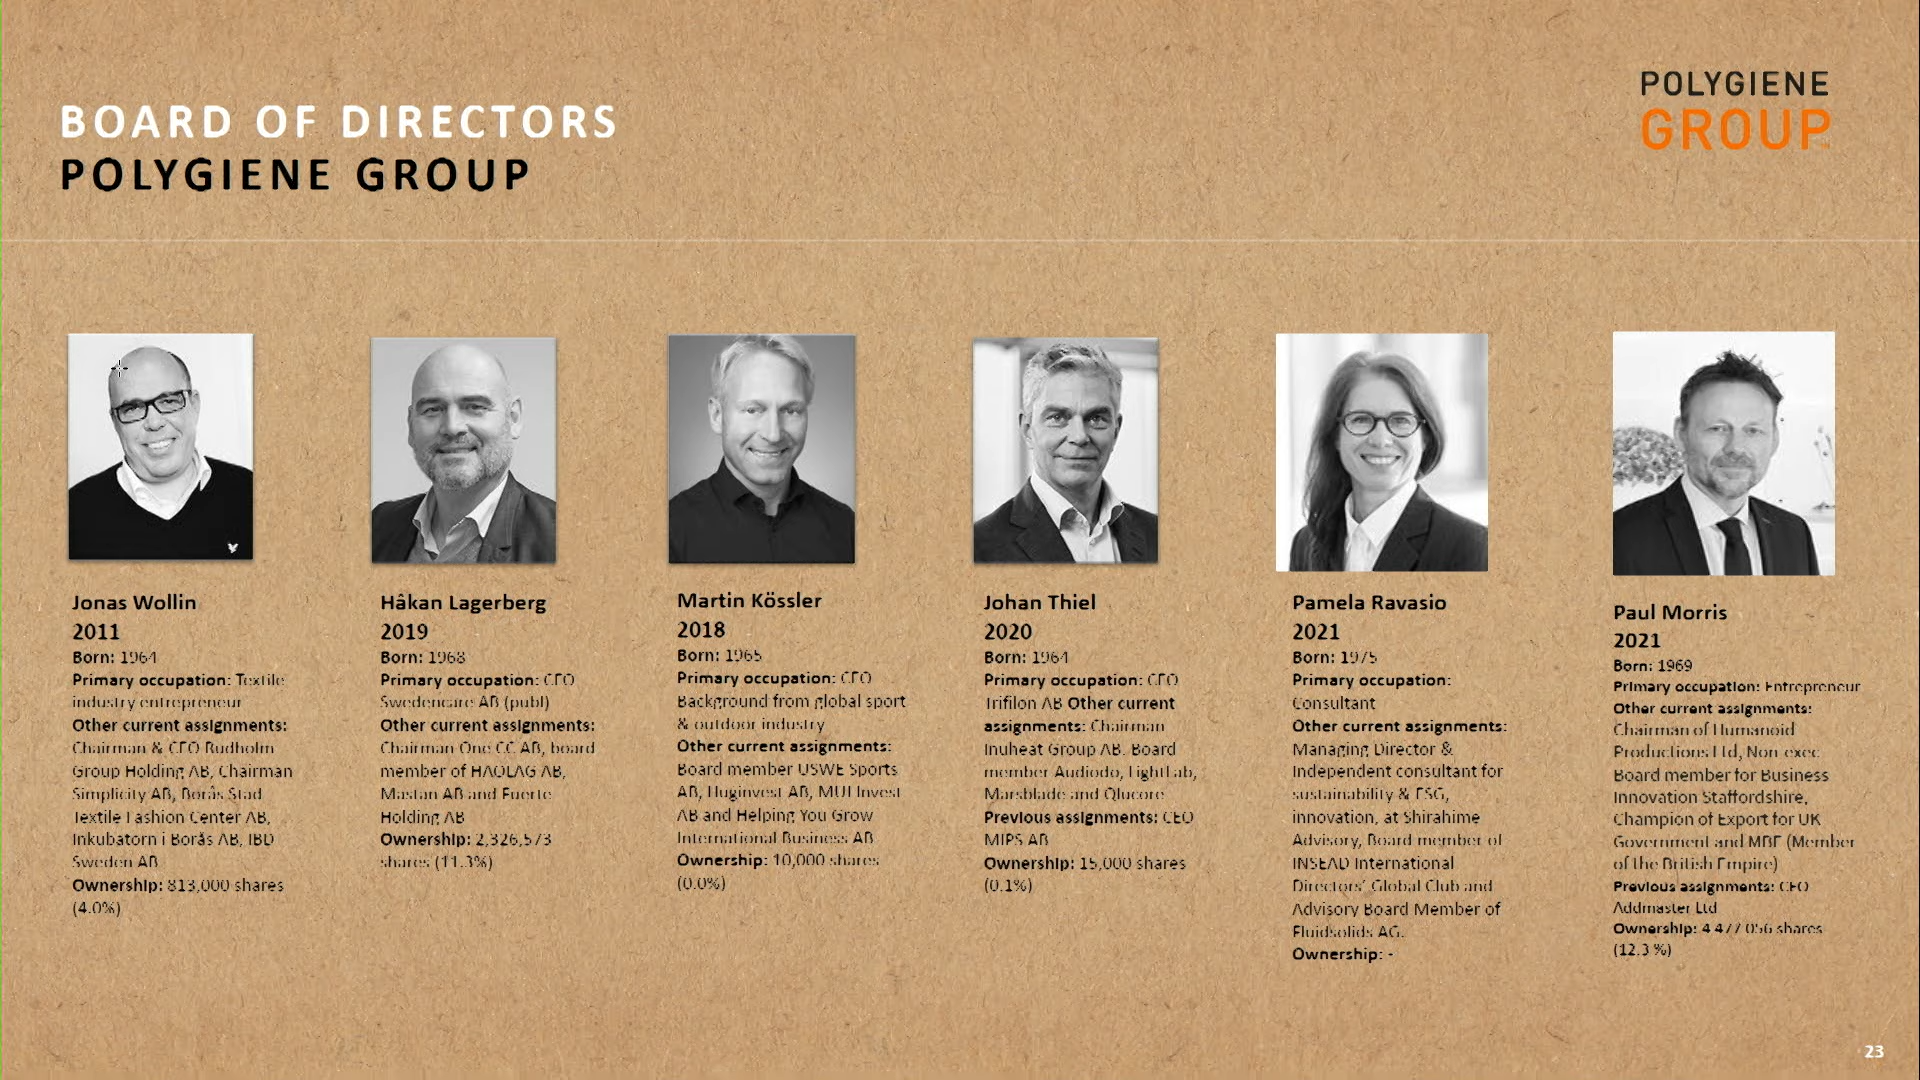 BOARD OF DIRECTORS
POLYGIENE GROUP
POLYGIENE
GROUP
Jonas Wollin
2011
Born: 1964
Primary occupation: Textile
industry entrepreneur
Other current assignments:
Chairman & CEO Rudholm
Group Holding AB, Chairman
Simplicity AB, Borås Stad
Textile Fashion Center AB,
Inkubatorn i Borås AB, IBD
Sweden AB
Ownership: 813,000 shares
(4.0%)
Håkan Lagerberg
2019
Born: 1968
Primary occupation: CEO
Swedencare AB (publ)
Other current assignments:
Chairman One CC AB, board
member of HAOLAG AB,
Mastan AB and Fuerte
Holding AB
Ownership: 2,326,573
shares (11.3%)
Martin Kössler
2018
Born: 1965
Primary occupation: CEO
Background from global sport
& outdoor industry
Other current assignments:
Board member USWE Sports
AB, Huginvest AB, Invest
AB and Helping You Grow
International Business AB
Ownership: 10,000 shares
(0.0%)
Johan Thiel
2020
Born: 1964
Primary occupation: CEO
Trifilon AB Other current
assignments: Chairman
Inuheat Group AB. Board
member Audiodo, LightLab,
Marsblade and Qlucore
Previous assignments: CEO
MIPS AB
Ownership: 15,000 shares
(0.1%)
Pamela Ravasio
2021
Born: 1975
Primary occupation:
Consultant
Other current assignments:
Managing Director &
Independent consultant for
sustainability & ESG,
innovation, at Shirahime
Advisory, Board member of
INSEAD International
Directors' Global Club and
Advisory Board Member of
Fluidsolids AG.
Ownership: -
Paul Morris
2021
Born: 1969
Primary occupation: Entrepreneur
Other current assignments:
Chairman of Humanoid
Productions Ltd, Non-exec
Board member for Business
Innovation Staffordshire,
Champion of Export for UK
Government and MBE (Member
of the British Empire)
Previous assignments: CEO
Addmaster Ltd
Ownership: 4 477 056 shares
(12.3 %)
23